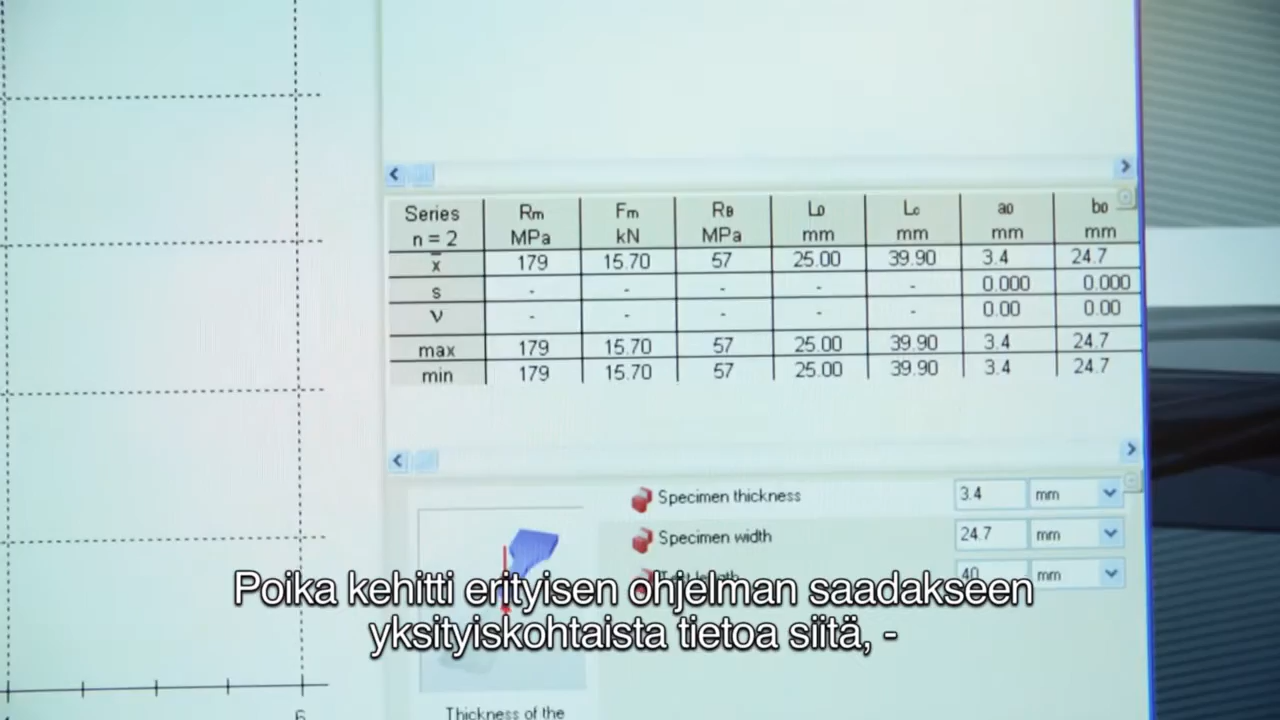 Series Rm Fm RB L0 Lc a0 b0
n = 2 MPa kN MPa mm mm mm mm
x̄ 179 15.70 57 25.00 39.90 3.4 24.7
s - - - - - 0.000 0.000
ν - - - - - 0.00 0.00
max 179 15.70 57 25.00 39.90 3.4 24.7
min 179 15.70 57 25.00 39.90 3.4 24.7
Specimen thickness 3.4 mm
Specimen width 24.7 mm
40 mm
Poika kehitti erityisen ohjelman saadakseen
yksityiskohtaista tietoa siitä, -
Thickness of the
6